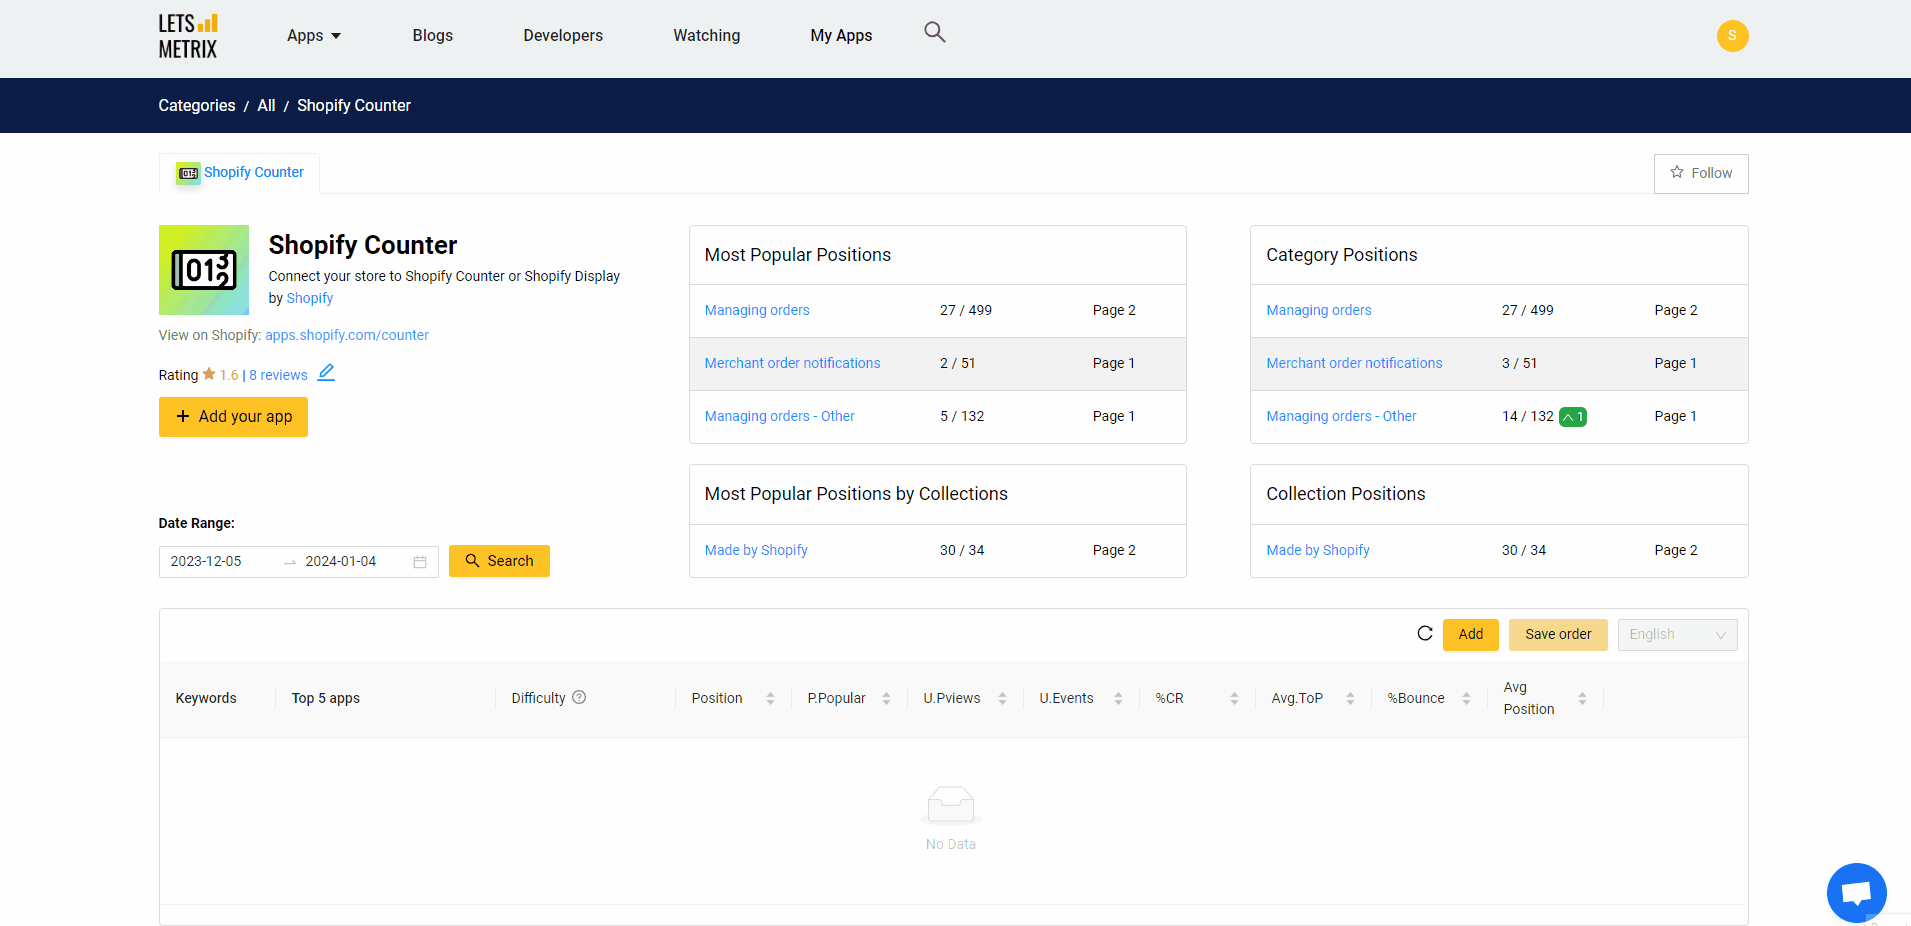 LETS
METRIX
Apps
Blogs
Developers
Watching
My Apps
S
Categories / All / Shopify Counter
Shopify Counter
Follow
013
2
Shopify Counter
Connect your store to Shopify Counter or Shopify Display
by Shopify
View on Shopify: apps.shopify.com/counter
Rating 1.6 | 8 reviews
+ Add your app
Date Range:
2023-12-05 → 2024-01-04
Search
Most Popular Positions
Managing orders 27 / 499 Page 2
Merchant order notifications 2 / 51 Page 1
Managing orders - Other 5 / 132 Page 1
Category Positions
Managing orders 27 / 499 Page 2
Merchant order notifications 3 / 51 Page 1
Managing orders - Other 14 / 132 1 Page 1
Most Popular Positions by Collections
Made by Shopify 30 / 34 Page 2
Collection Positions
Made by Shopify 30 / 34 Page 2
Add
Save order
English
Keywords
Top 5 apps
Difficulty ?
Position
P.Popular
U.Pviews
U.Events
%CR
Avg.ToP
%Bounce
Avg
Position
No Data